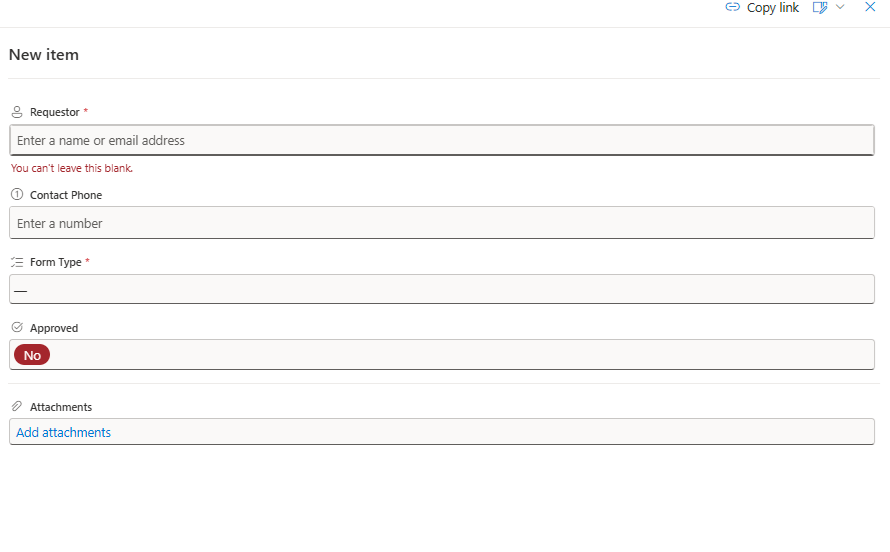 Copy link
New item
Requestor *
Enter a name or email address
You can't leave this blank.
Contact Phone
Enter a number
Form Type *
—
Approved
No
Attachments
Add attachments